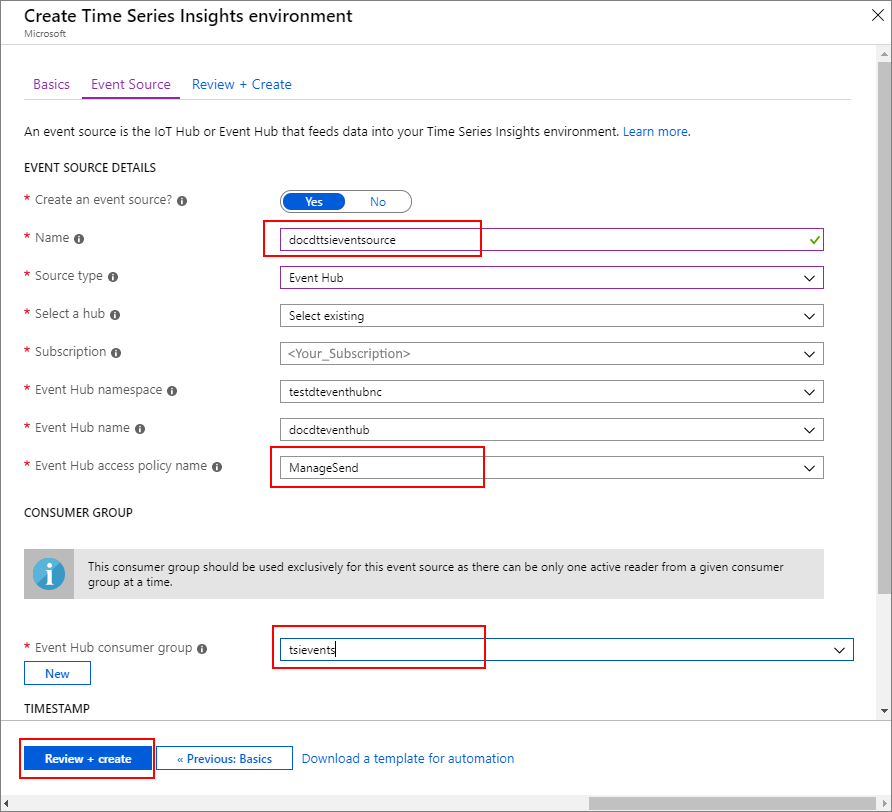 Create Time Series Insights environment
Microsoft
Basics Event Source Review + Create
An event source is the IoT Hub or Event Hub that feeds data into your Time Series Insights environment. Learn more.
EVENT SOURCE DETAILS
* Create an event source? Yes No
* Name docdttsieventsource
* Source type Event Hub
* Select a hub Select existing
* Subscription <Your_Subscription>
* Event Hub namespace testdteventhubnc
* Event Hub name docdteventhub
* Event Hub access policy name ManageSend
CONSUMER GROUP
This consumer group should be used exclusively for this event source as there can be only one active reader from a given consumer
group at a time.
* Event Hub consumer group tsievents
New
TIMESTAMP
Review + create « Previous: Basics Download a template for automation